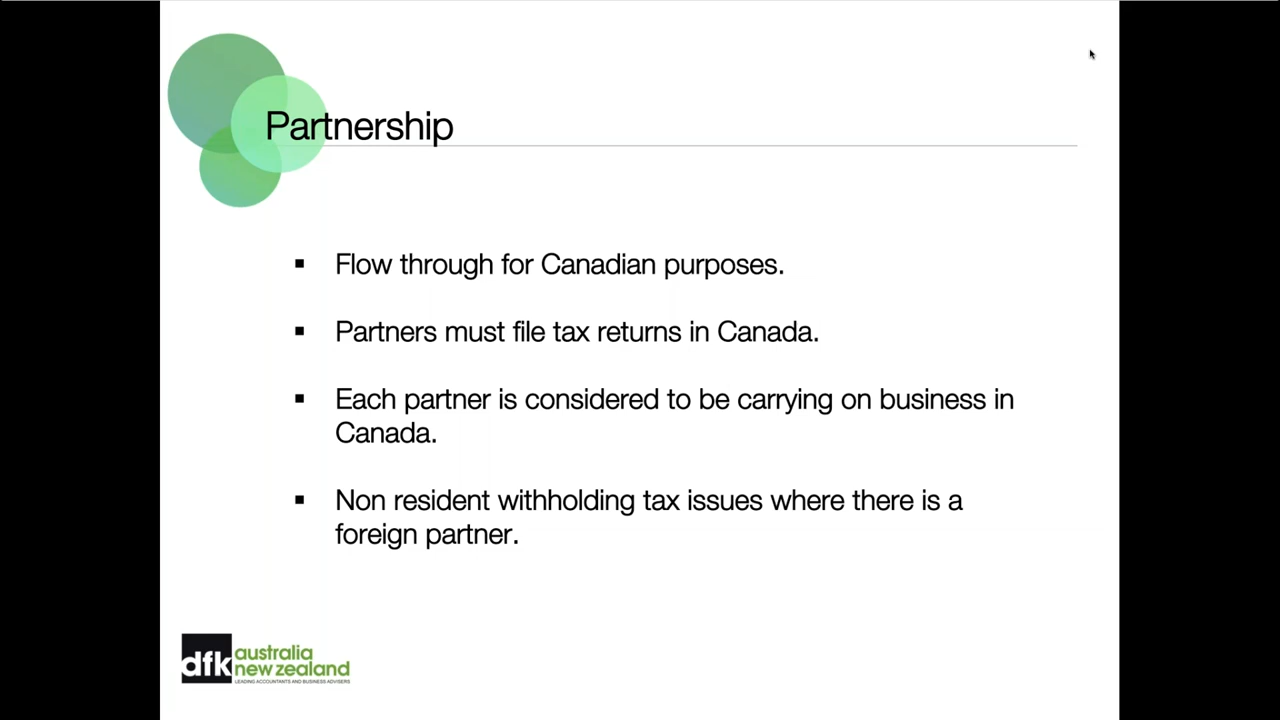 Partnership
▪ Flow through for Canadian purposes.
▪ Partners must file tax returns in Canada.
▪ Each partner is considered to be carrying on business in
Canada.
▪ Non resident withholding tax issues where there is a
foreign partner.
dfk australia
new zealand
LEADING ACCOUNTANTS AND BUSINESS ADVISERS